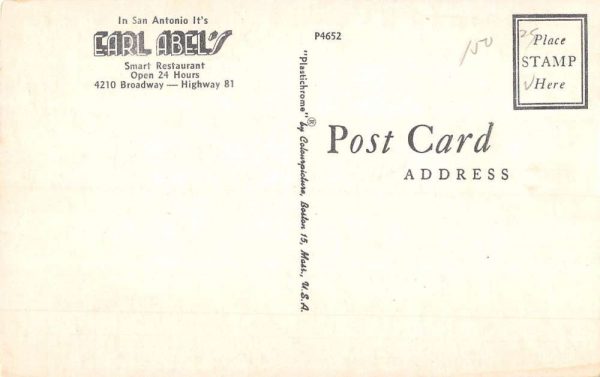 In San Antonio It's
EARL ABEL'S
Smart Restaurant
Open 24 Hours
4210 Broadway — Highway 81
P4652
"Plastichrome"® by Colourpicture, Boston 15, Mass., U.S.A.
Place
STAMP
Here
Post Card
ADDRESS